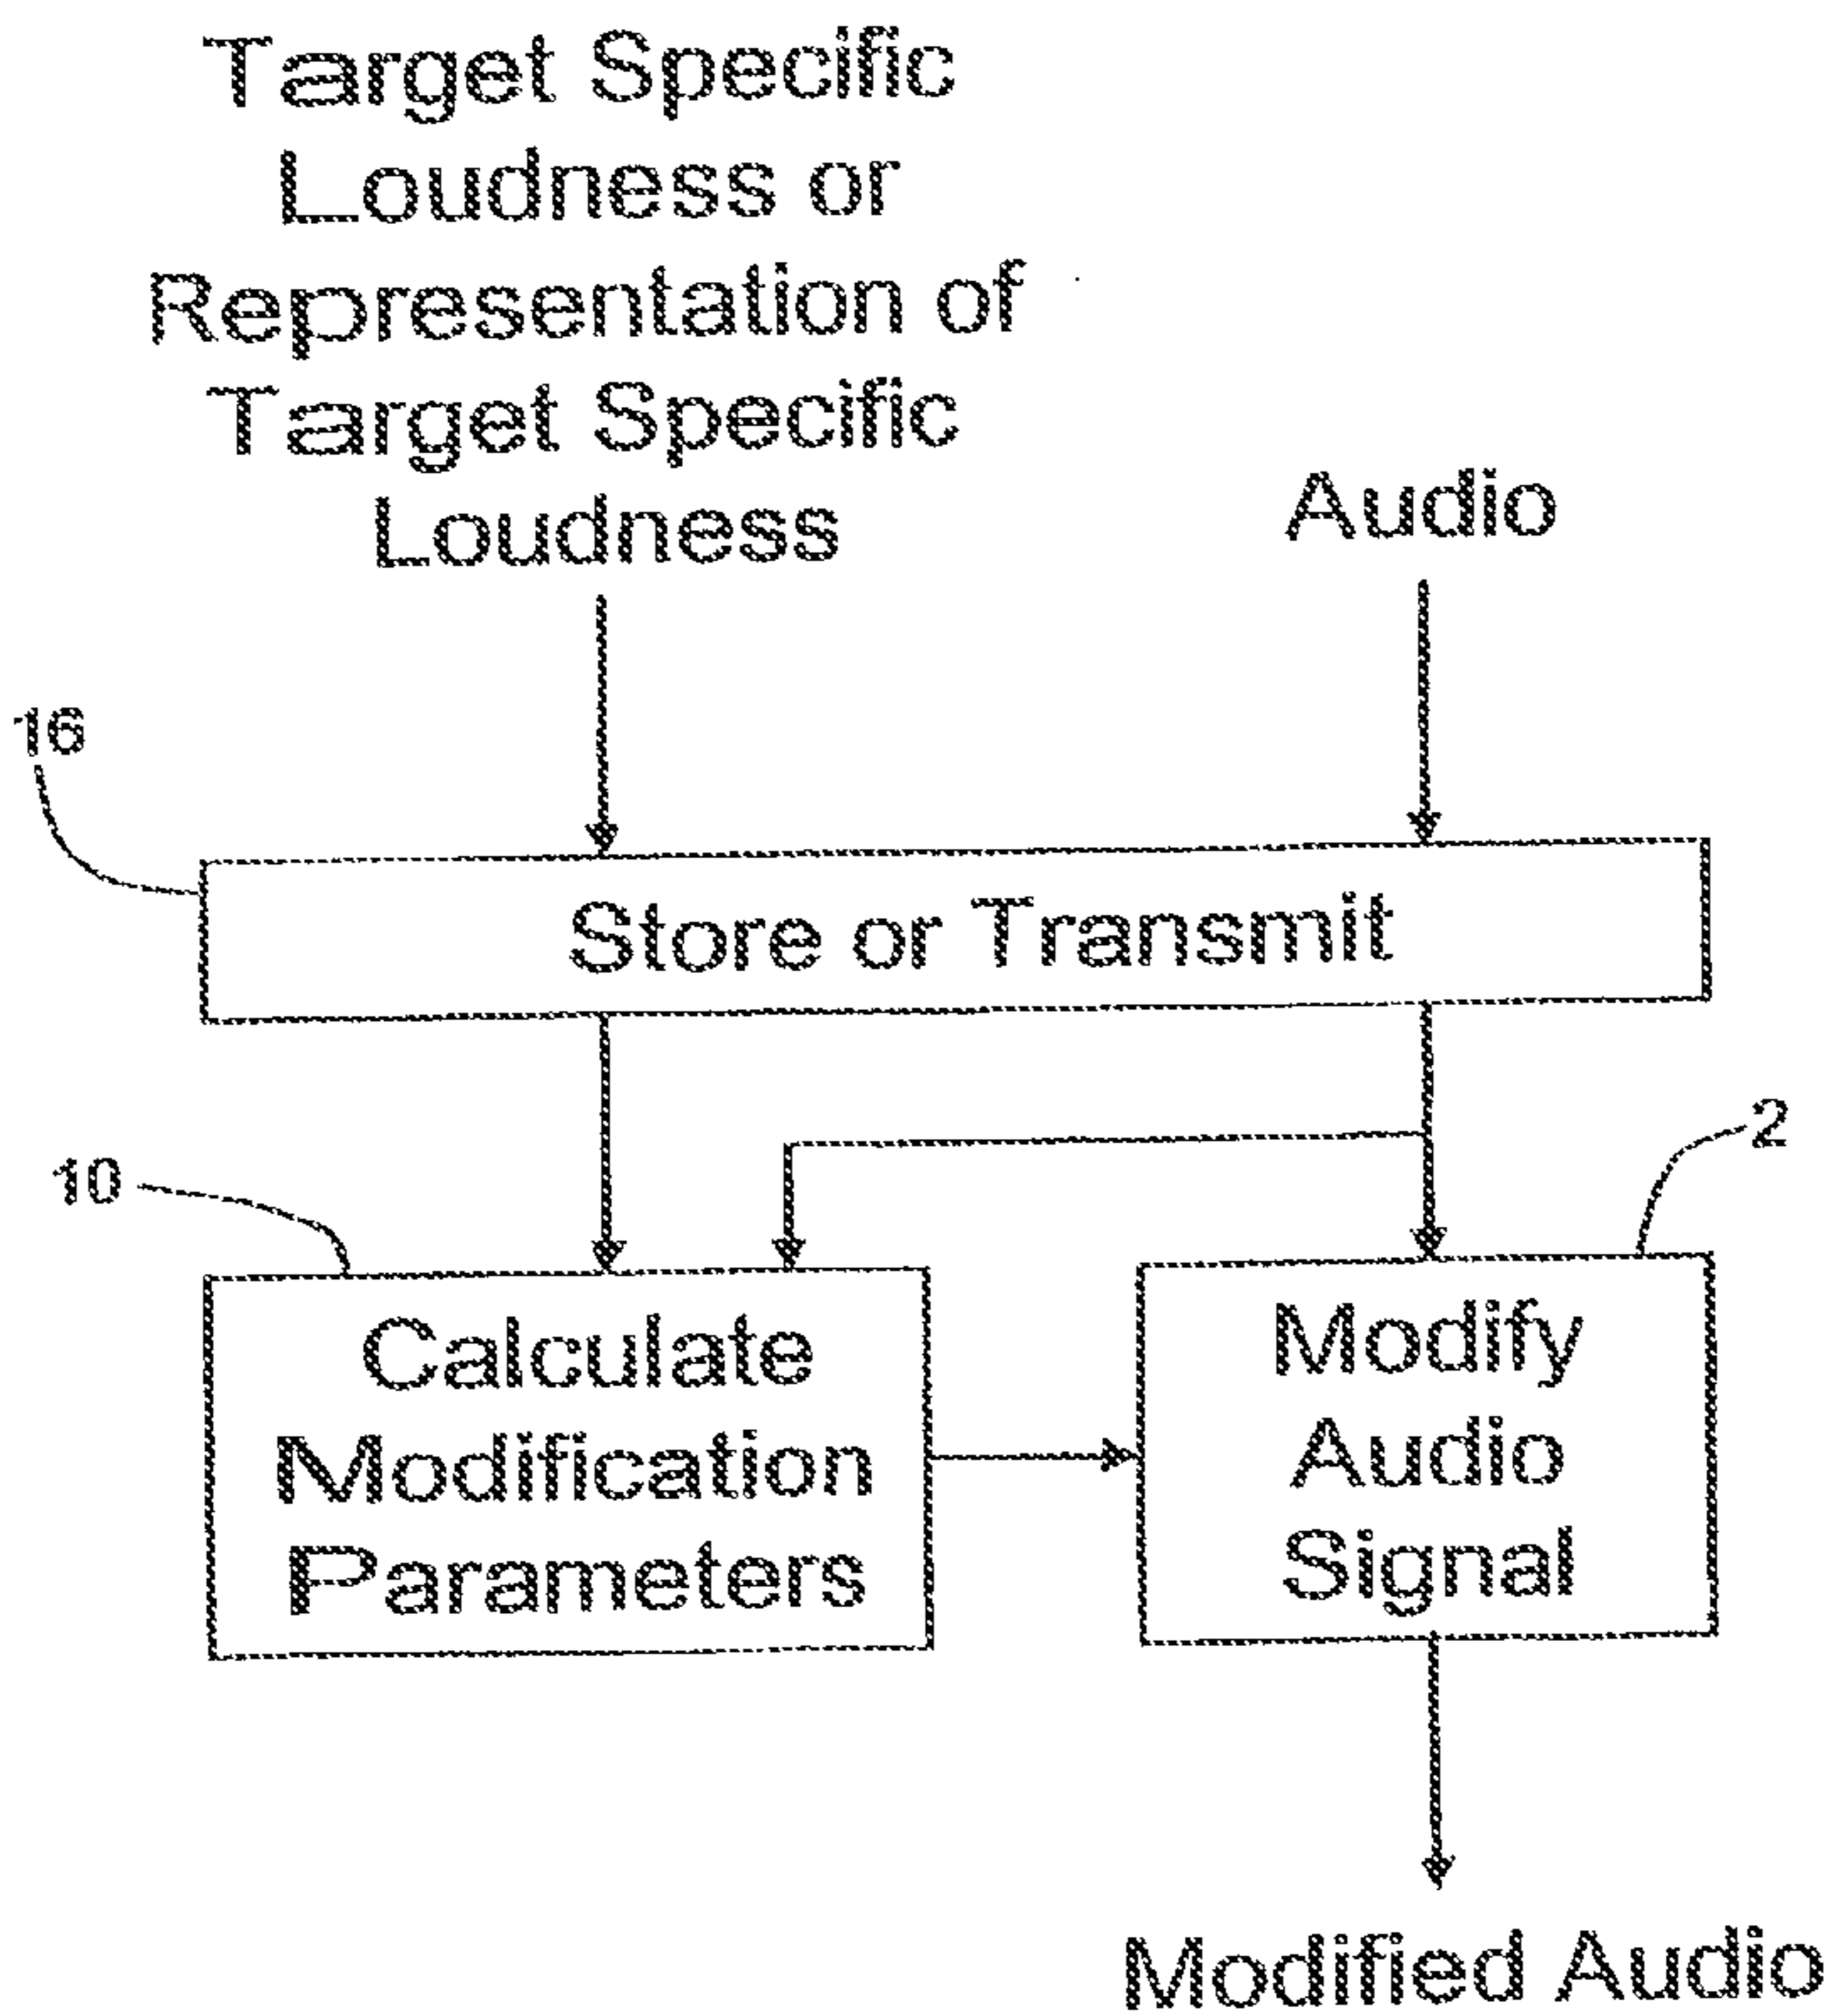 Target Specific
Loudness or
Representation of
Target Specific
Loudness
Audio
16
Store or Transmit
10
2
Calculate
Modification
Parameters
Modify
Audio
Signal
Modified Audio